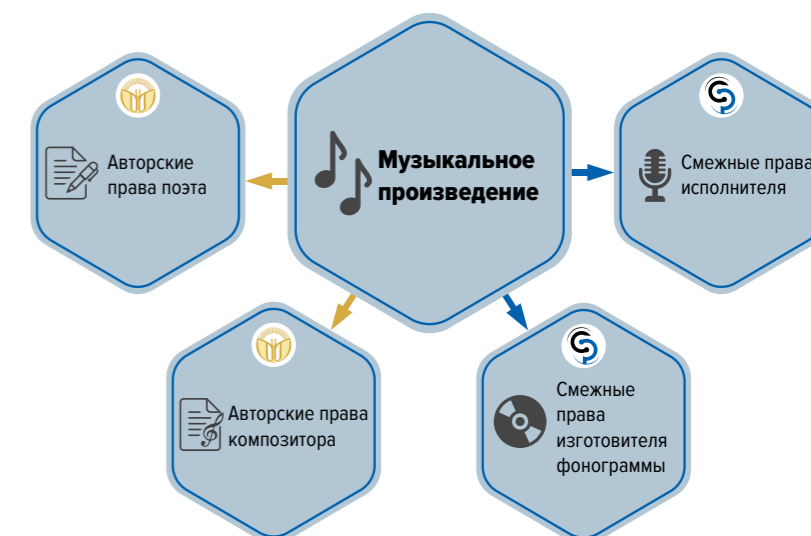 Авторские
права поэта
Музыкальное
произведение
Смежные права
исполнителя
Авторские права
композитора
Смежные
права
изготовителя
фонограммы